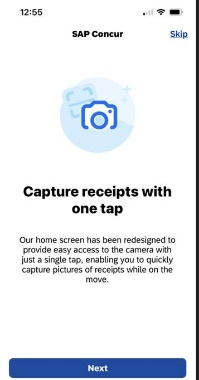 12:55
SAP Concur
Skip
Capture receipts with
one tap
Our home screen has been redesigned to
provide easy access to the camera with
just a single tap, enabling you to quickly
capture pictures of receipts while on the
move.
Next